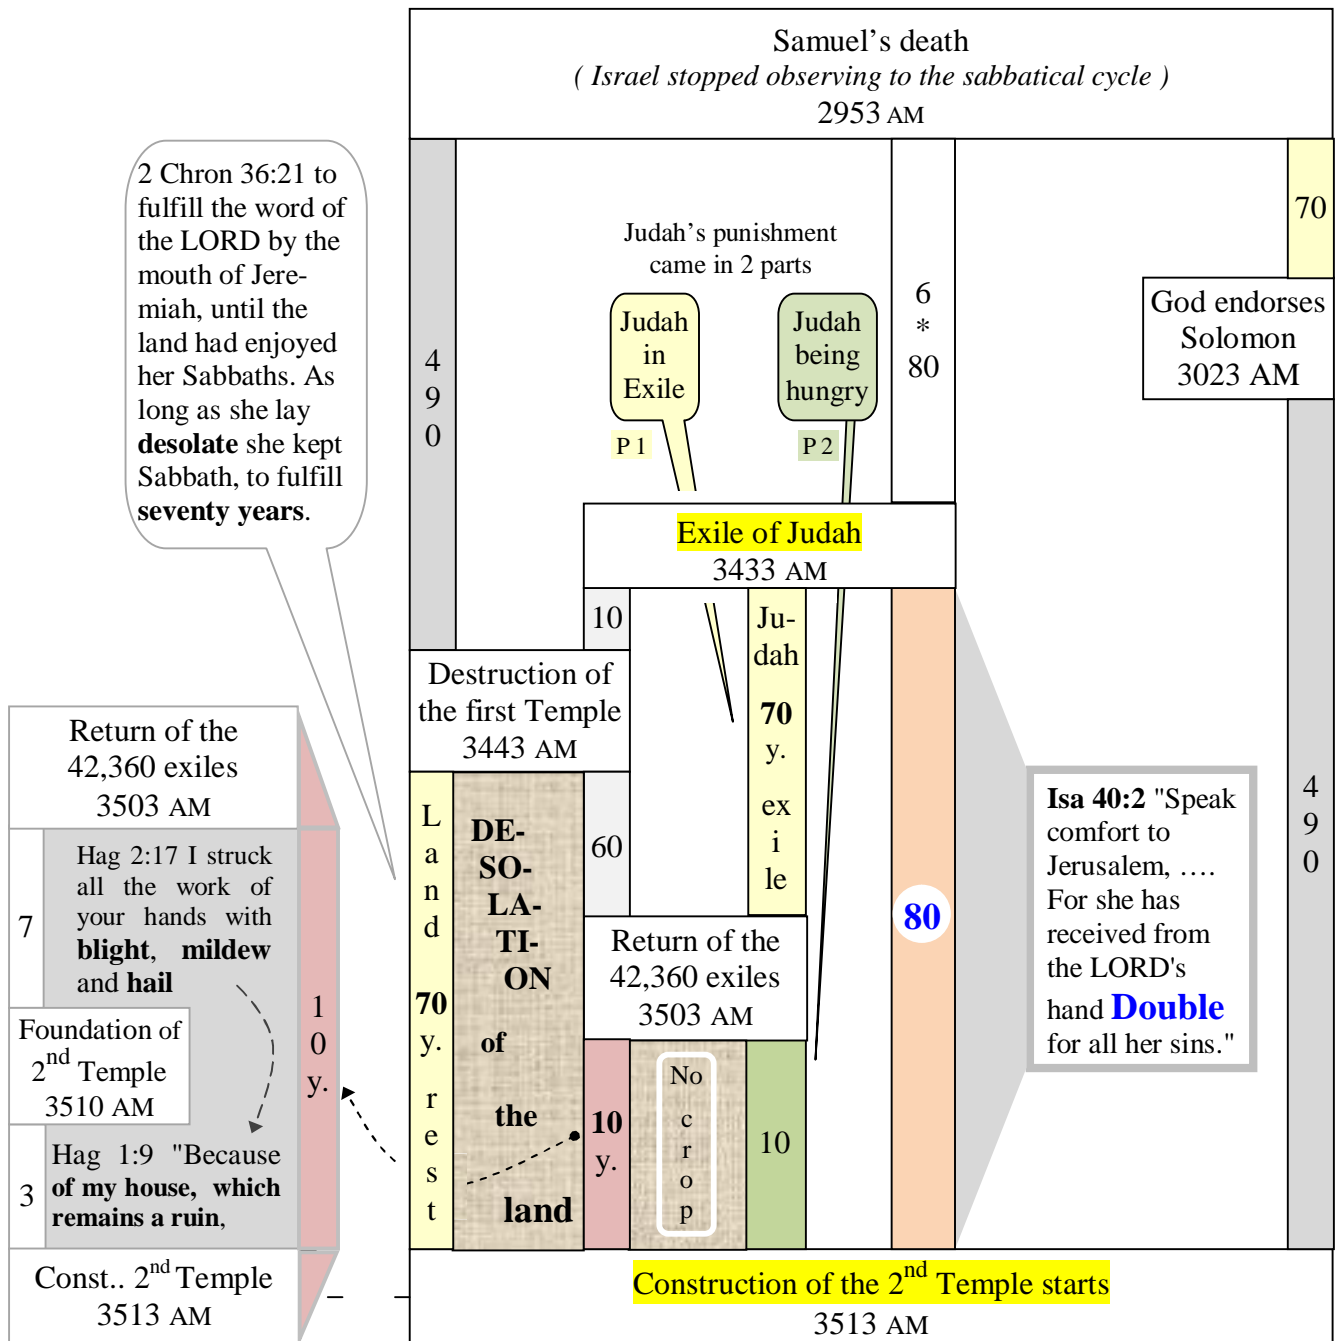 Samuel's death
( Israel stopped observing to the sabbatical cycle )
2953 AM
2 Chron 36:21 to
fulfill the word of
the LORD by the
mouth of Jere-
miah, until the
land had enjoyed
her Sabbaths. As
long as she lay
desolate she kept
Sabbath, to fulfill
seventy years.
4
9
0
Judah's punishment
came in 2 parts
Judah
in
Exile
P 1
Judah
being
hungry
P 2
6
*
80
70
God endorses
Solomon
3023 AM
Exile of Judah
3433 AM
10
Ju-
dah
70
y.
ex
i
le
Destruction of
the first Temple
3443 AM
L
a
n
d
70
y.
r
e
s
t
DE-
SO-
LA-
TI-
ON
of
the
land
60
Return of the
42,360 exiles
3503 AM
10
y.
No
c
r
o
p
10
80
Isa 40:2 "Speak
comfort to
Jerusalem, ....
For she has
received from
the LORD's
hand Double
for all her sins."
4
9
0
Return of the
42,360 exiles
3503 AM
7
Hag 2:17 I struck
all the work of
your hands with
blight, mildew
and hail
Foundation of
2nd Temple
3510 AM
3
Hag 1:9 "Because
of my house, which
remains a ruin,
1
0
y.
Const.. 2nd Temple
3513 AM
Construction of the 2nd Temple starts
3513 AM